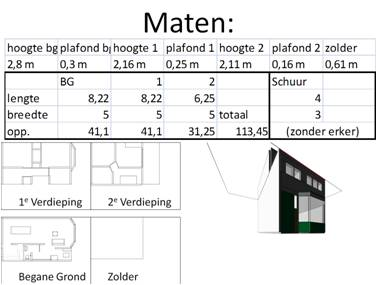 Maten:
hoogte bg plafond bg hoogte 1 plafond 1 hoogte 2 plafond 2 zolder
2,8 m 0,3 m 2,16 m 0,25 m 2,11 m 0,16 m 0,61 m
BG 1 2 Schuur
lengte 8,22 8,22 6,25 4
breedte 5 5 5 totaal 3
opp. 41,1 41,1 31,25 113,45 (zonder erker)
1e Verdieping 2e Verdieping
Begane Grond Zolder